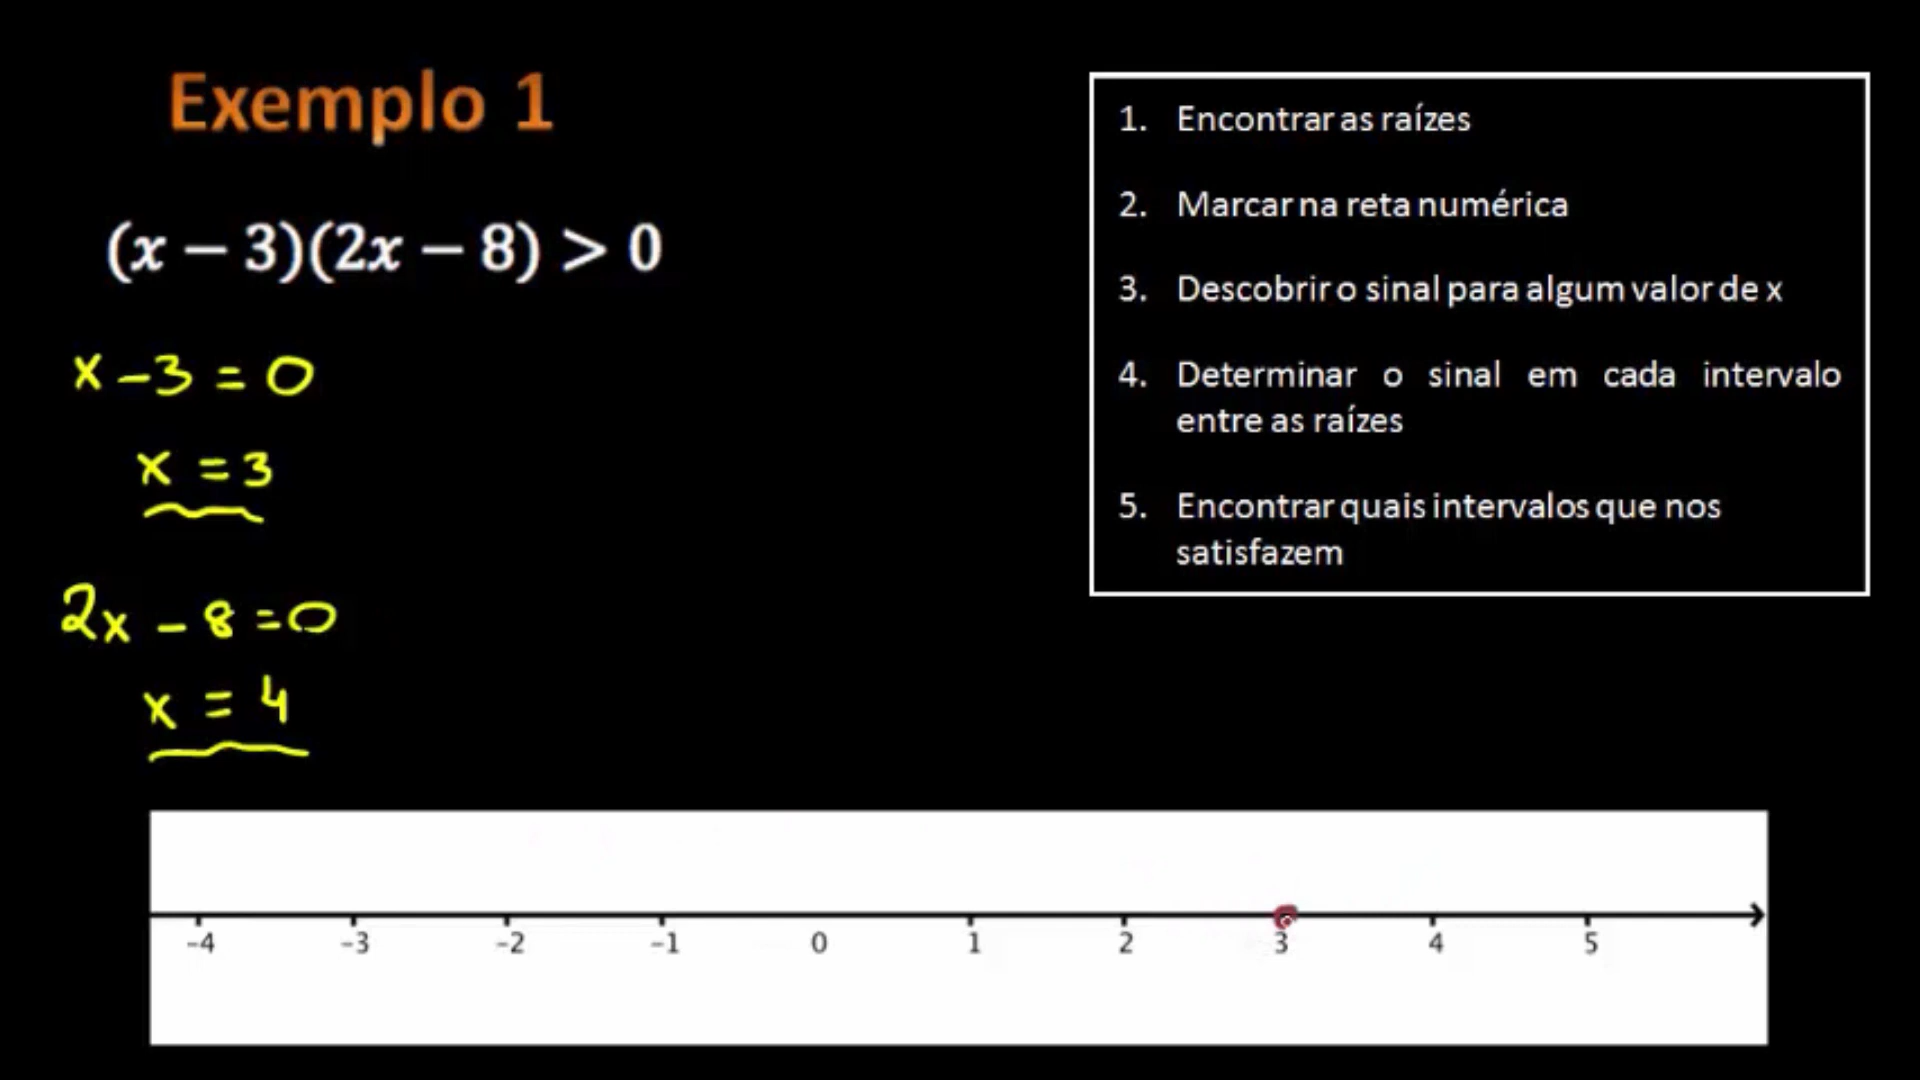 Exemplo 1
(x − 3)(2x − 8) > 0
x − 3 = 0
x = 3
2x − 8 = 0
x = 4
1. Encontrar as raízes
2. Marcar na reta numérica
3. Descobrir o sinal para algum valor de x
4. Determinar o sinal em cada intervalo
entre as raízes
5. Encontrar quais intervalos que nos
satisfazem
−4 −3 −2 −1 0 1 2 3 4 5